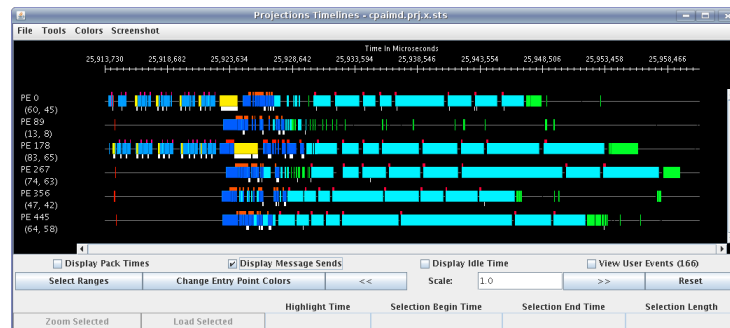 Projections Timelines - cpaimd.prj.x.sts
File Tools Colors Screenshot
Time In Microseconds
25,913,730 25,918,682 25,923,634 25,928,642 25,933,594 25,938,546 25,943,554 25,948,506 25,953,458 25,958,466
PE 0
(60, 45)
PE 89
(13, 8)
PE 178
(83, 65)
PE 267
(74, 63)
PE 356
(47, 42)
PE 445
(64, 58)
Display Pack Times Display Message Sends Display Idle Time View User Events (166)
Select Ranges Change Entry Point Colors << Scale: 1.0 >> Reset
Highlight Time Selection Begin Time Selection End Time Selection Length
Zoom Selected Load Selected